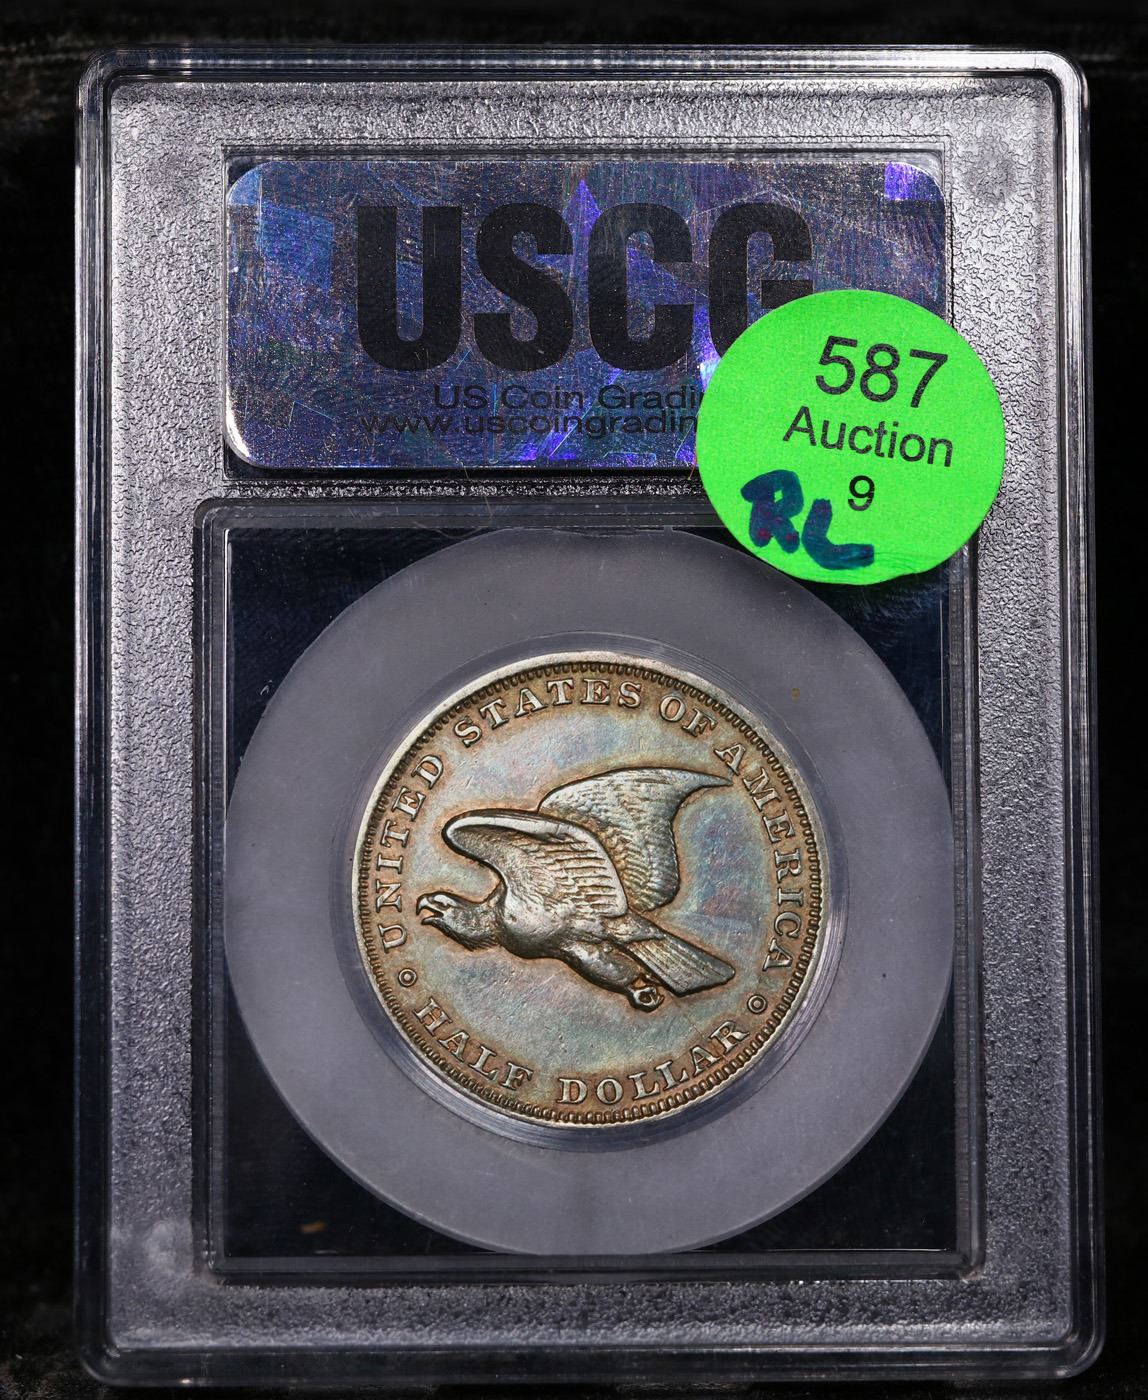 USCG
US Coin Gradi
www.uscoingradin
587
Auction
9
RL
UNITED STATES OF AMERICA
HALF DOLLAR